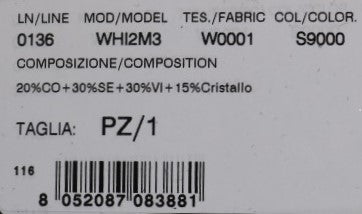 LN/LINE MOD/MODEL TES./FABRIC COL/COLOR.
0136 WHI2M3 W0001 S9000
COMPOSIZIONE/COMPOSITION
20%CO+30%SE+30%VI+15%Cristallo
TAGLIA: PZ/1
116
8 052087 083881